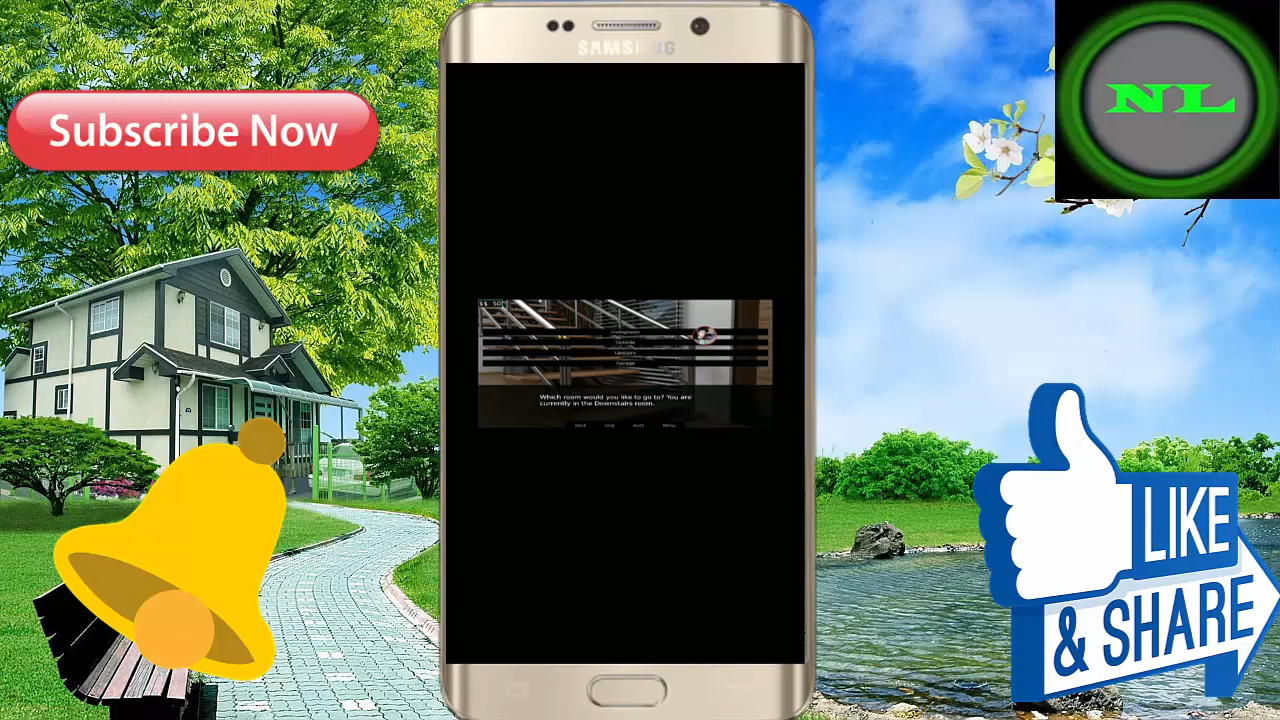 SAMSUNG
Subscribe Now
NL
$$ 50
Livingroom
Outside
Upstairs
Garage
Which room would you like to go to? You are
currently in the Downstairs room.
Back Skip Auto Menu
LIKE
& SHARE